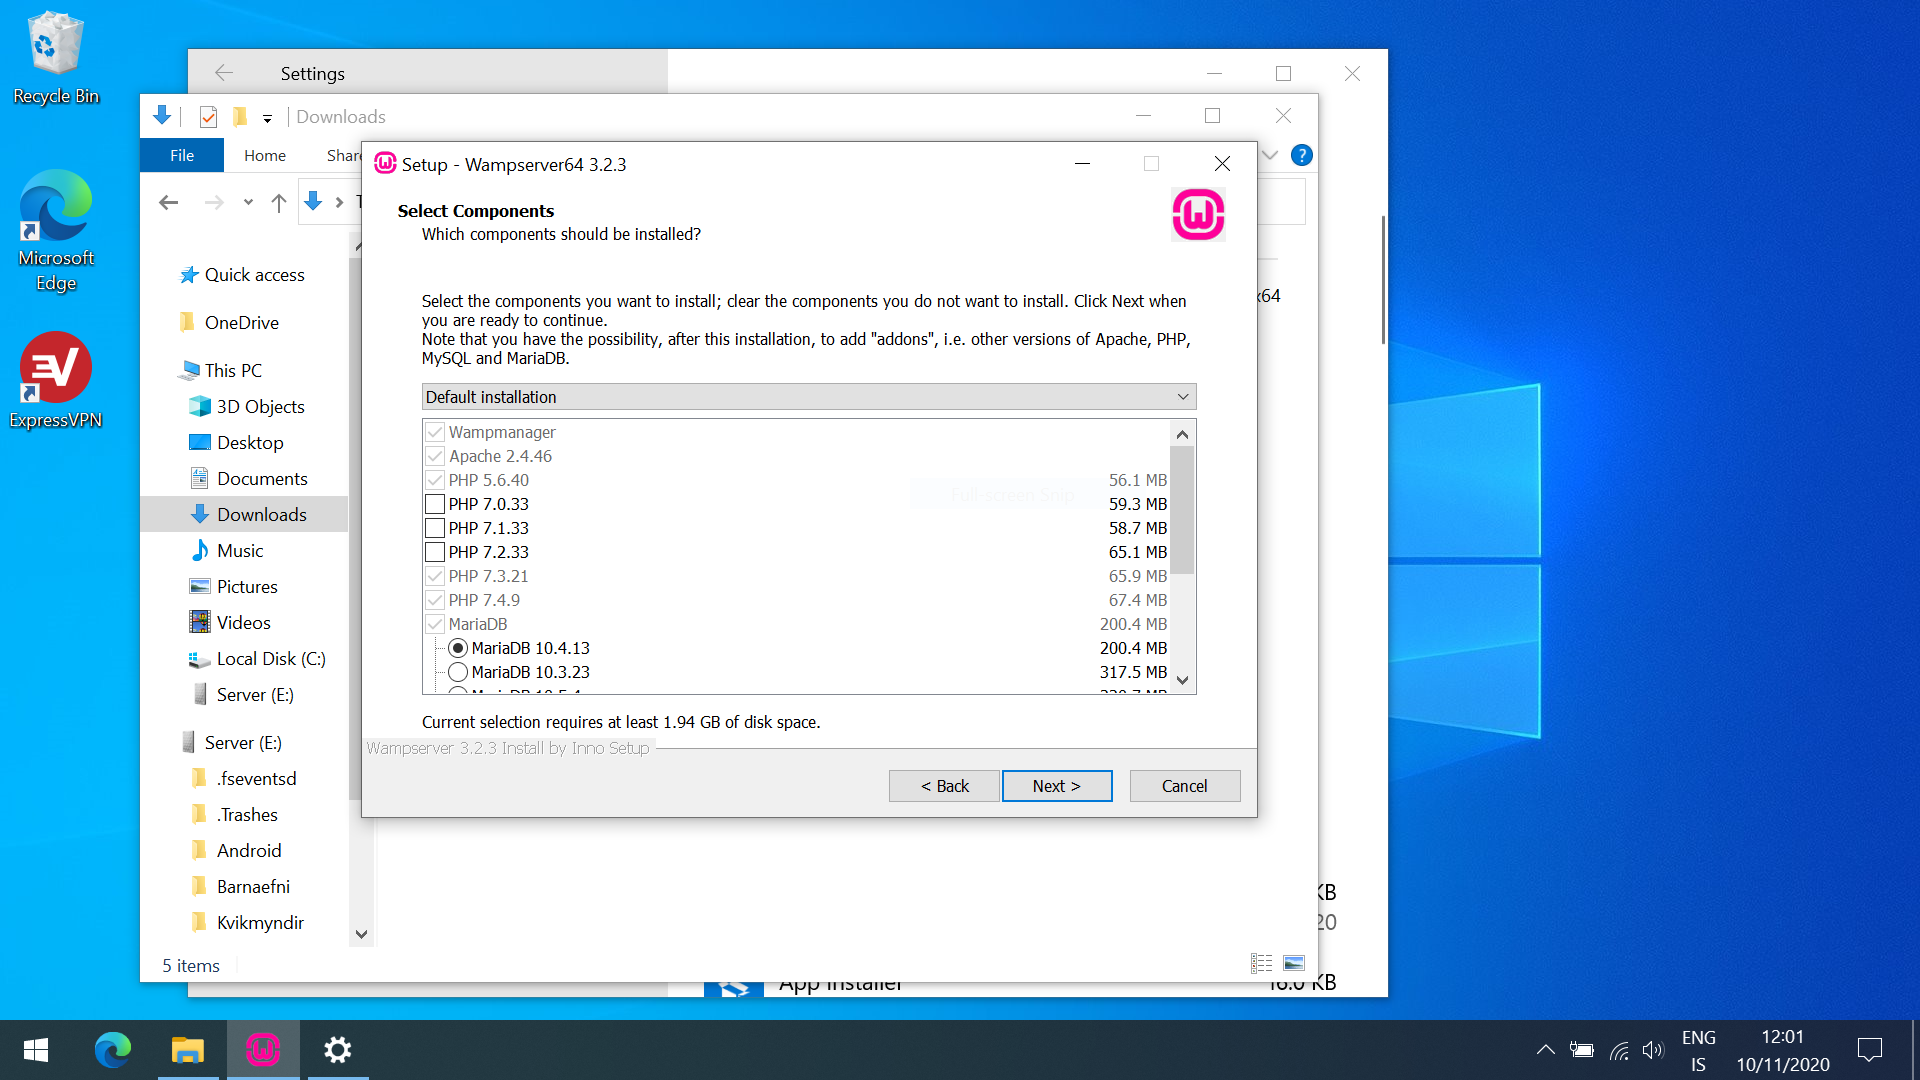 Recycle Bin
Microsoft
Edge
ExpressVPN
Settings
Downloads
File
Home
Share
Quick access
OneDrive
This PC
3D Objects
Desktop
Documents
Downloads
Music
Pictures
Videos
Local Disk (C:)
Server (E:)
Server (E:)
.fseventsd
.Trashes
Android
Barnaefni
Kvikmyndir
5 items
Setup - Wampserver64 3.2.3
Select Components
Which components should be installed?
Select the components you want to install; clear the components you do not want to install. Click Next when
you are ready to continue.
Note that you have the possibility, after this installation, to add "addons", i.e. other versions of Apache, PHP,
MySQL and MariaDB.
Default installation
Wampmanager
Apache 2.4.46
PHP 5.6.40 56.1 MB
PHP 7.0.33 59.3 MB
PHP 7.1.33 58.7 MB
PHP 7.2.33 65.1 MB
PHP 7.3.21 65.9 MB
PHP 7.4.9 67.4 MB
MariaDB 200.4 MB
MariaDB 10.4.13 200.4 MB
MariaDB 10.3.23 317.5 MB
Full-screen Snip
Current selection requires at least 1.94 GB of disk space.
Wampserver 3.2.3 Install by Inno Setup
< Back
Next >
Cancel
x64
KB
20
App Installer 16.0 KB
ENG
IS
12:01
10/11/2020